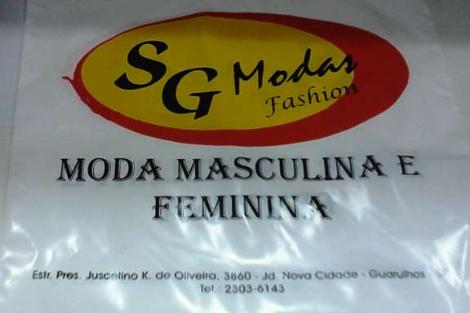 SG Modas
Fashion
MODA MASCULINA E
FEMININA
Estr. Pres. Juscelino K. de Oliveira, 3860 - Jd. Nova Cidade - Guarulhos
Tel.: 2303-6143